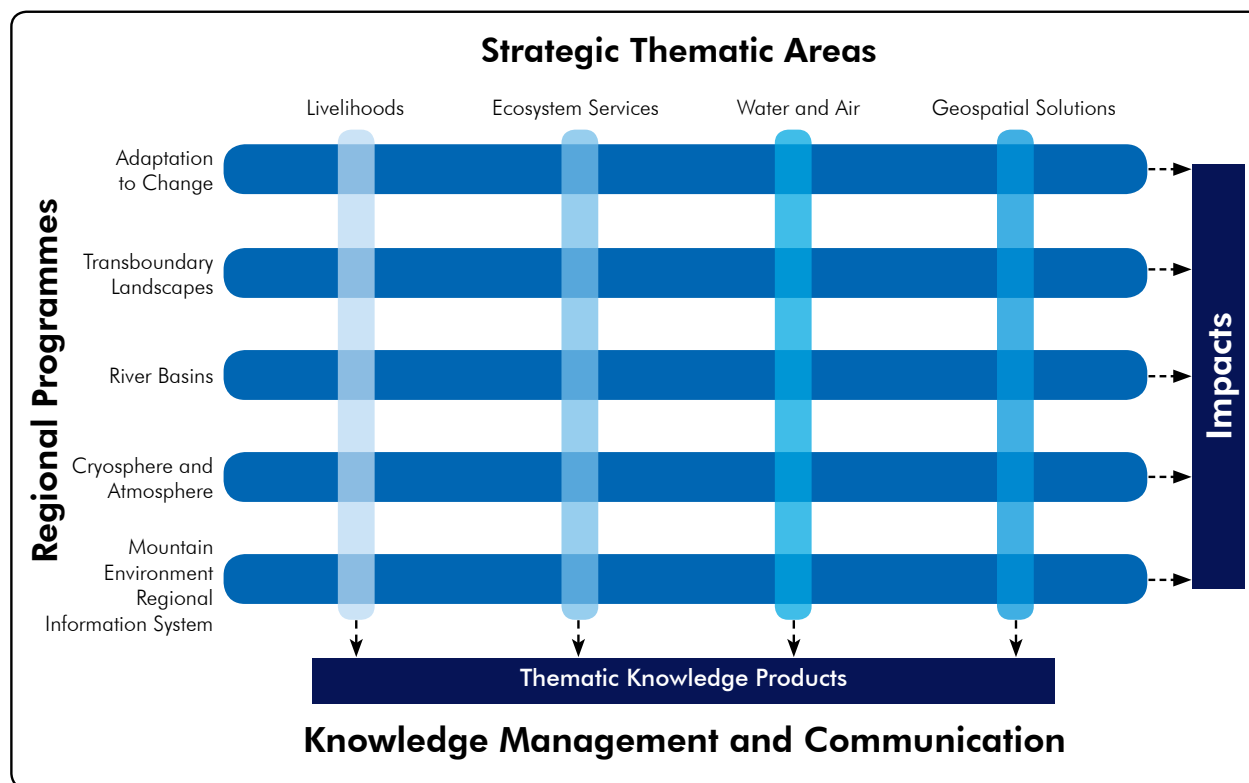 Strategic Thematic Areas
Livelihoods
Ecosystem Services
Water and Air
Geospatial Solutions
Regional Programmes
Adaptation
to Change
Transboundary
Landscapes
River Basins
Cryosphere and
Atmosphere
Mountain
Environment
Regional
Information System
Impacts
Thematic Knowledge Products
Knowledge Management and Communication